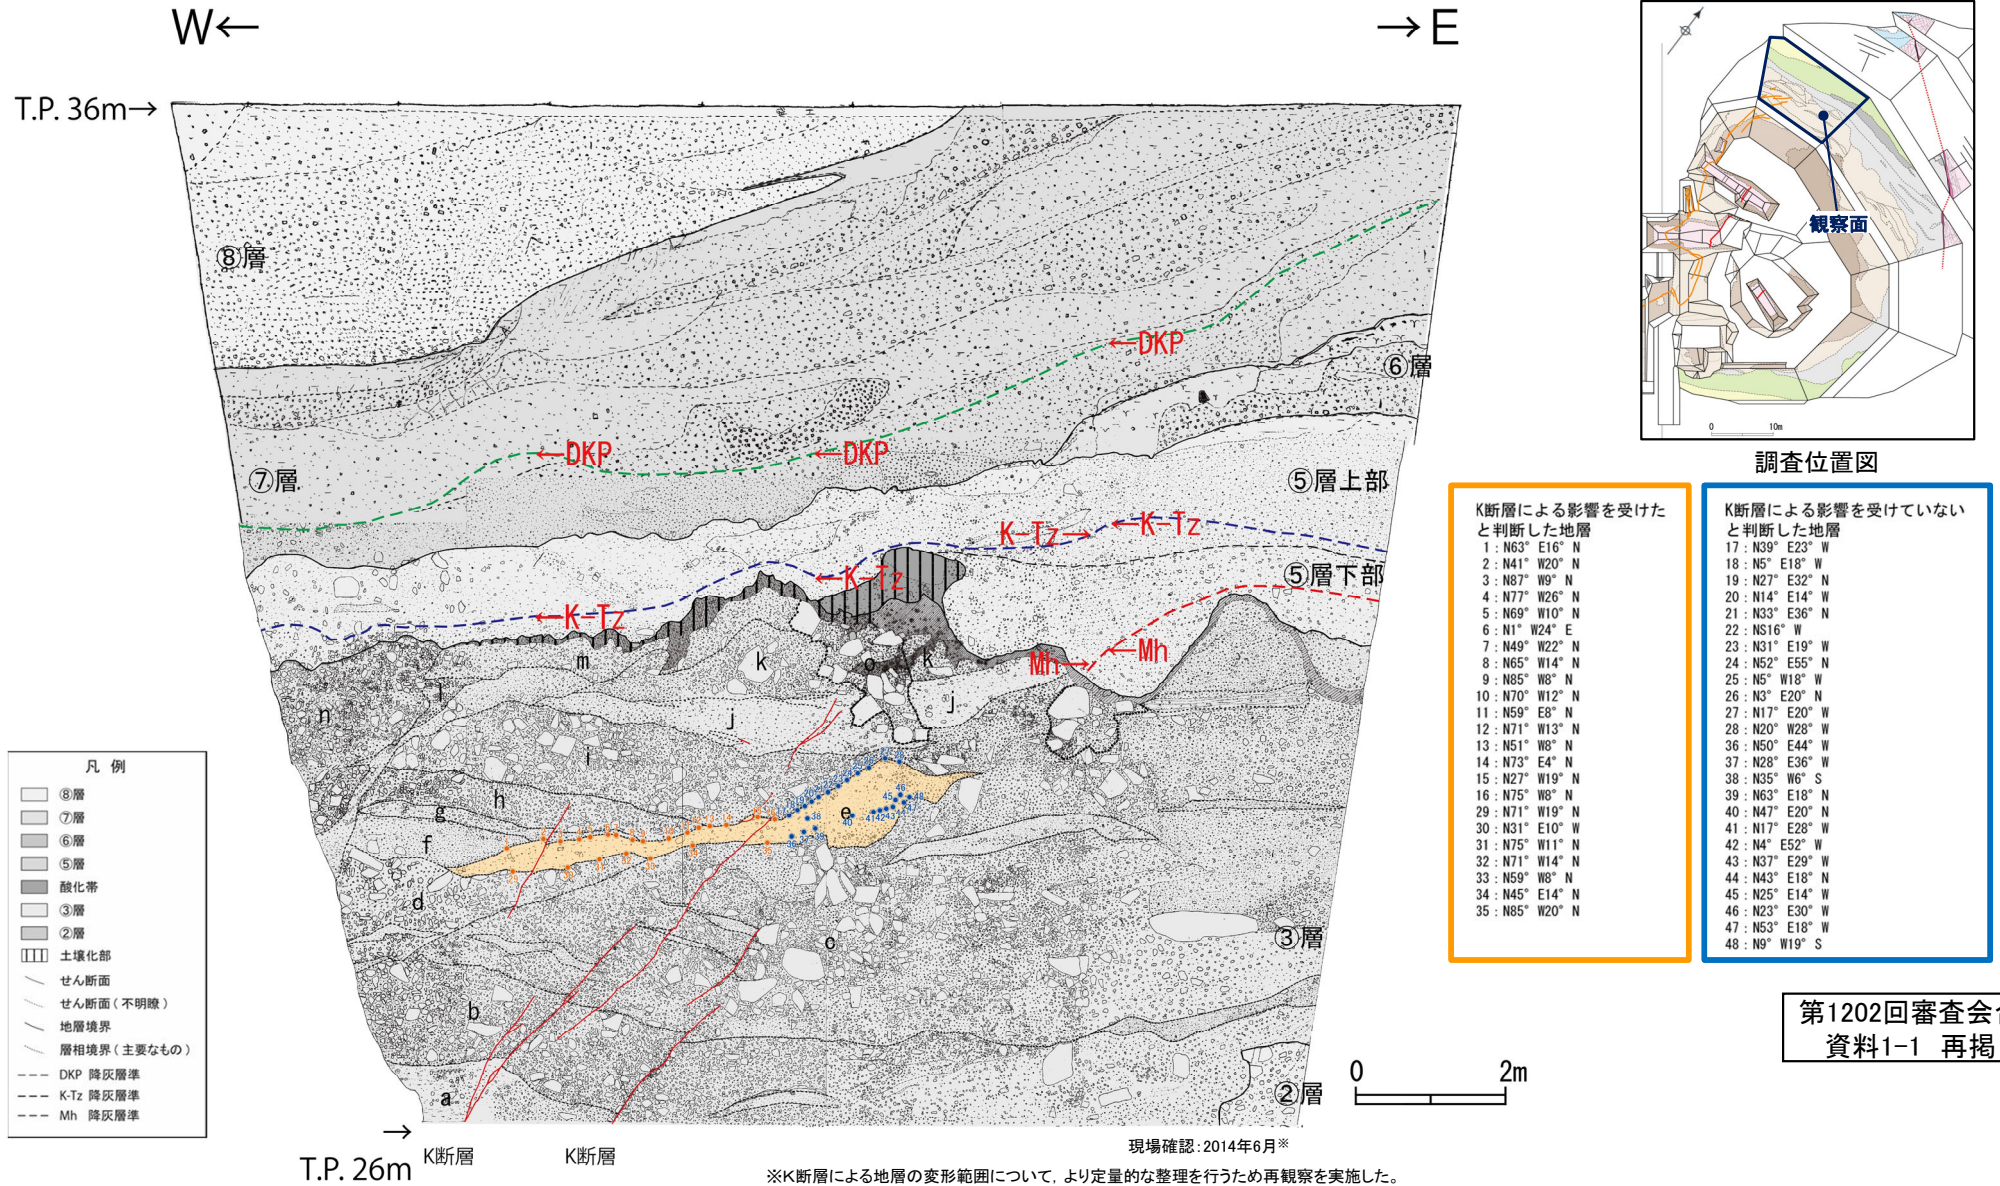 W←
→E
T.P. 36m→
⑧層
←DKP
⑥層
←DKP
←DKP
⑦層
⑤層上部
K-Tz→
←K-Tz
←K-Tz
⑤層下部
←K-Tz
Mh→
←Mh
m
k
o
k
l
n
j
j
i
h
g
f
e
d
c
b
a
38
40
45
46
48
47
36
③層
②層
凡 例
⑧層
⑦層
⑥層
⑤層
酸化帯
③層
②層
土壌化部
せん断面
せん断面(不明瞭)
地層境界
層相境界(主要なもの)
DKP 降灰層準
K-Tz 降灰層準
Mh 降灰層準
→
T.P. 26m
K断層
K断層
0 2m
現場確認:2014年6月※
※K断層による地層の変形範囲について,より定量的な整理を行うため再観察を実施した。
観察面
0 10m
調査位置図
K断層による影響を受けた
と判断した地層
1:N63° E16° N
2:N41° W20° N
3:N87° W9° N
4:N77° W26° N
5:N69° W10° N
6:N1° W24° E
7:N49° W22° N
8:N65° W14° N
9:N85° W8° N
10:N70° W12° N
11:N59° E8° N
12:N71° W13° N
13:N51° W8° N
14:N73° E4° N
15:N27° W19° N
16:N75° W8° N
29:N71° W19° N
30:N31° E10° W
31:N75° W11° N
32:N71° W14° N
33:N59° W8° N
34:N45° E14° N
35:N85° W20° N
K断層による影響を受けていない
と判断した地層
17:N39° E23° W
18:N5° E18° W
19:N27° E32° N
20:N14° E14° W
21:N33° E36° N
22:NS16° W
23:N31° E19° W
24:N52° E55° N
25:N5° W18° W
26:N3° E20° N
27:N17° E20° W
28:N20° W28° W
36:N50° E44° W
37:N28° E36° W
38:N35° W6° S
39:N63° E18° N
40:N47° E20° N
41:N17° E28° W
42:N4° E52° W
43:N37° E29° W
44:N43° E18° N
45:N25° E14° W
46:N23° E30° W
47:N53° E18° W
48:N9° W19° S
第1202回審査会合
資料1-1 再掲